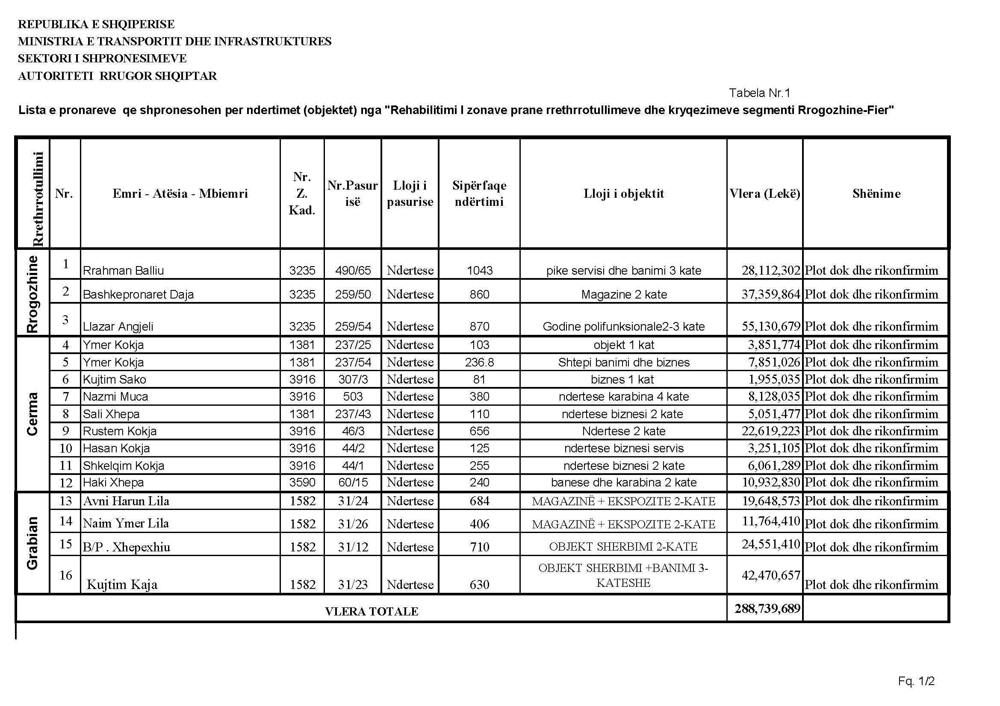 REPUBLIKA E SHQIPERISE
MINISTRIA E TRANSPORTIT DHE INFRASTRUKTURES
SEKTORI I SHPRONESIMEVE
AUTORITETI RRUGOR SHQIPTAR
Tabela Nr.1
Lista e pronareve qe shpronesohen per ndertimet (objektet) nga "Rehabilitimi I zonave prane rrethrrotullimeve dhe kryqezimeve segmenti Rrogozhine-Fier"
Rrethrrotullimi Nr. Emri - Atësia - Mbiemri Nr. Z. Kad. Nr.Pasur isë Lloji i pasurise Sipërfaqe ndërtimi Lloji i objektit Vlera (Lekë) Shënime
Rrogozhine
1 Rrahman Balliu 3235 490/65 Ndertese 1043 pike servisi dhe banimi 3 kate 28,112,302 Plot dok dhe rikonfirmim
2 Bashkepronaret Daja 3235 259/50 Ndertese 860 Magazine 2 kate 37,359,864 Plot dok dhe rikonfirmim
3 Llazar Angjeli 3235 259/54 Ndertese 870 Godine polifunksionale2-3 kate 55,130,679 Plot dok dhe rikonfirmim
Cerma
4 Ymer Kokja 1381 237/25 Ndertese 103 objekt 1 kat 3,851,774 Plot dok dhe rikonfirmim
5 Ymer Kokja 1381 237/54 Ndertese 236.8 Shtepi banimi dhe biznes 7,851,026 Plot dok dhe rikonfirmim
6 Kujtim Sako 3916 307/3 Ndertese 81 biznes 1 kat 1,955,035 Plot dok dhe rikonfirmim
7 Nazmi Muca 3916 503 Ndertese 380 ndertese karabina 4 kate 8,128,035 Plot dok dhe rikonfirmim
8 Sali Xhepa 1381 237/43 Ndertese 110 ndertese biznesi 2 kate 5,051,477 Plot dok dhe rikonfirmim
9 Rustem Kokja 3916 46/3 Ndertese 656 Ndertese 2 kate 22,619,223 Plot dok dhe rikonfirmim
10 Hasan Kokja 3916 44/2 Ndertese 125 ndertese biznesi servis 3,251,105 Plot dok dhe rikonfirmim
11 Shkelqim Kokja 3916 44/1 Ndertese 255 ndertese biznesi 2 kate 6,061,289 Plot dok dhe rikonfirmim
12 Haki Xhepa 3590 60/15 Ndertese 240 banese dhe karabina 2 kate 10,932,830 Plot dok dhe rikonfirmim
Grabian
13 Avni Harun Lila 1582 31/24 Ndertese 684 MAGAZINË + EKSPOZITE 2-KATE 19,648,573 Plot dok dhe rikonfirmim
14 Naim Ymer Lila 1582 31/26 Ndertese 406 MAGAZINË + EKSPOZITE 2-KATE 11,764,410 Plot dok dhe rikonfirmim
15 B/P . Xhepexhiu 1582 31/12 Ndertese 710 OBJEKT SHERBIMI 2-KATE 24,551,410 Plot dok dhe rikonfirmim
16 Kujtim Kaja 1582 31/23 Ndertese 630 OBJEKT SHERBIMI +BANIMI 3-KATESHE 42,470,657 Plot dok dhe rikonfirmim
VLERA TOTALE 288,739,689
Fq. 1/2